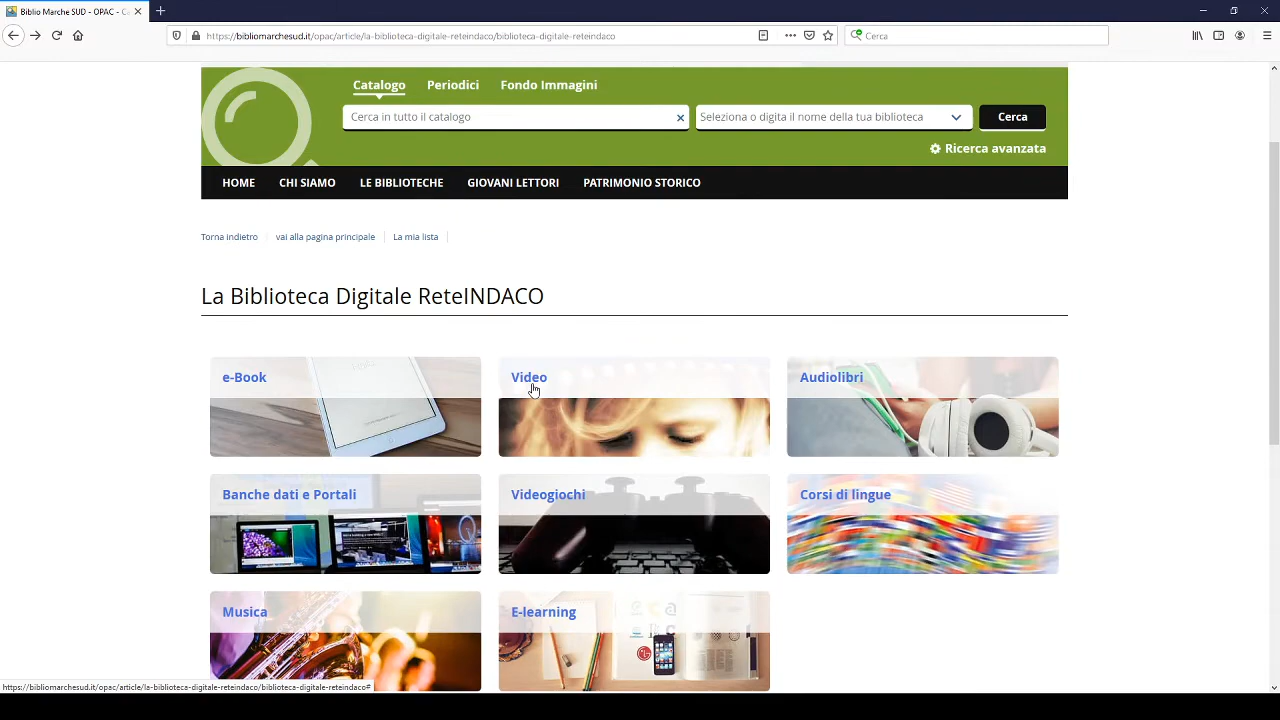 Biblio Marche SUD - OPAC - Ca
https://bibliomarchesud.it/opac/article/la-biblioteca-digitale-reteindaco/biblioteca-digitale-reteindaco
Cerca
Catalogo Periodici Fondo Immagini
Cerca in tutto il catalogo
Seleziona o digita il nome della tua biblioteca
Cerca
Ricerca avanzata
HOME CHI SIAMO LE BIBLIOTECHE GIOVANI LETTORI PATRIMONIO STORICO
Torna indietro vai alla pagina principale La mia lista
La Biblioteca Digitale ReteINDACO
e-Book Video Audiolibri
Banche dati e Portali Videogiochi Corsi di lingue
Musica E-learning
https://bibliomarchesud.it/opac/article/la-biblioteca-digitale-reteindaco/biblioteca-digitale-reteindaco#